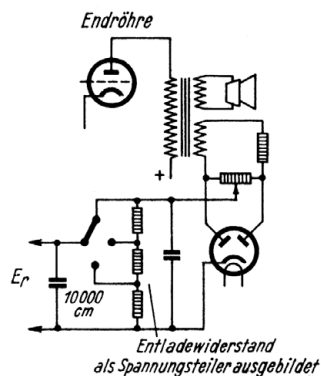 Endröhre
+
Er
10000
cm
Entladewiderstand
als Spannungsteiler ausgebildet